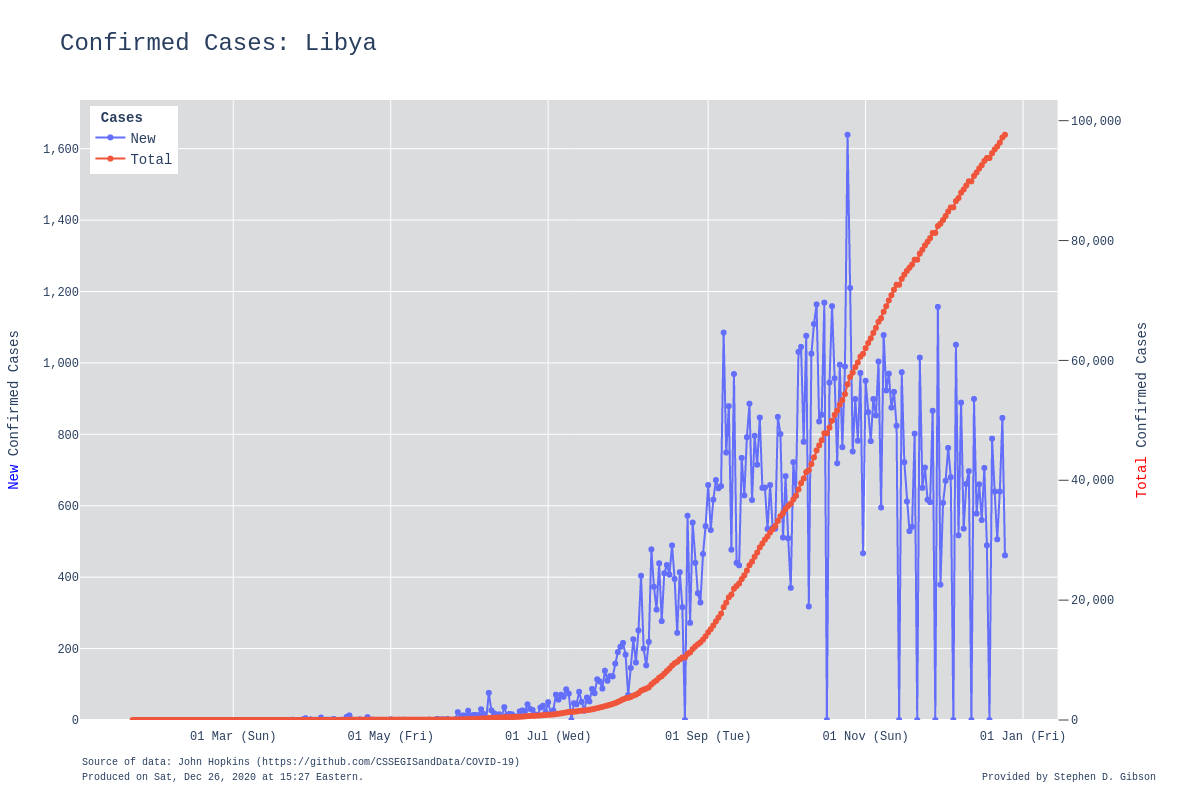 Confirmed Cases: Libya
Cases
New
Total
1,600
1,400
1,200
1,000
800
600
400
200
0
100,000
80,000
60,000
40,000
20,000
0
New Confirmed Cases
Total Confirmed Cases
01 Mar (Sun) 01 May (Fri) 01 Jul (Wed) 01 Sep (Tue) 01 Nov (Sun) 01 Jan (Fri)
Source of data: John Hopkins (https://github.com/CSSEGISandData/COVID-19)
Produced on Sat, Dec 26, 2020 at 15:27 Eastern.
Provided by Stephen D. Gibson